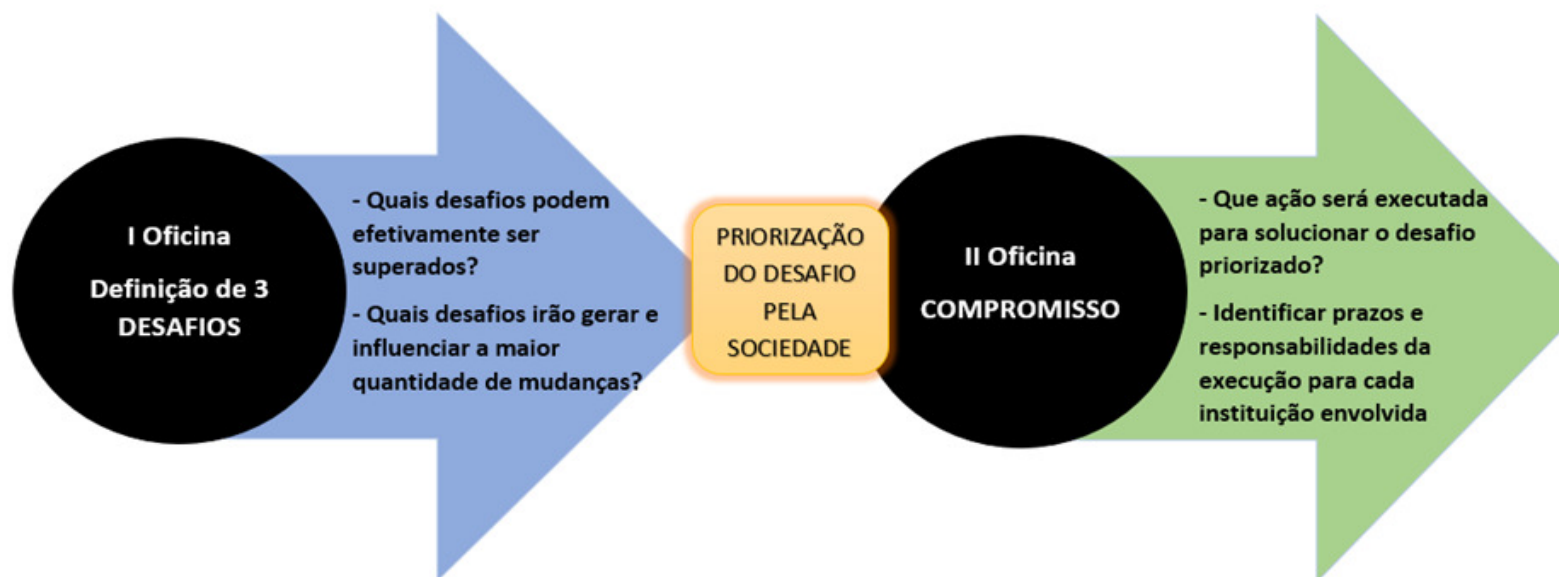 I Oficina
Definição de 3
DESAFIOS
- Quais desafios podem
efetivamente ser
superados?
- Quais desafios irão gerar e
influenciar a maior
quantidade de mudanças?
PRIORIZAÇÃO
DO DESAFIO
PELA
SOCIEDADE
II Oficina
COMPROMISSO
- Que ação será executada
para solucionar o desafio
priorizado?
- Identificar prazos e
responsabilidades da
execução para cada
instituição envolvida